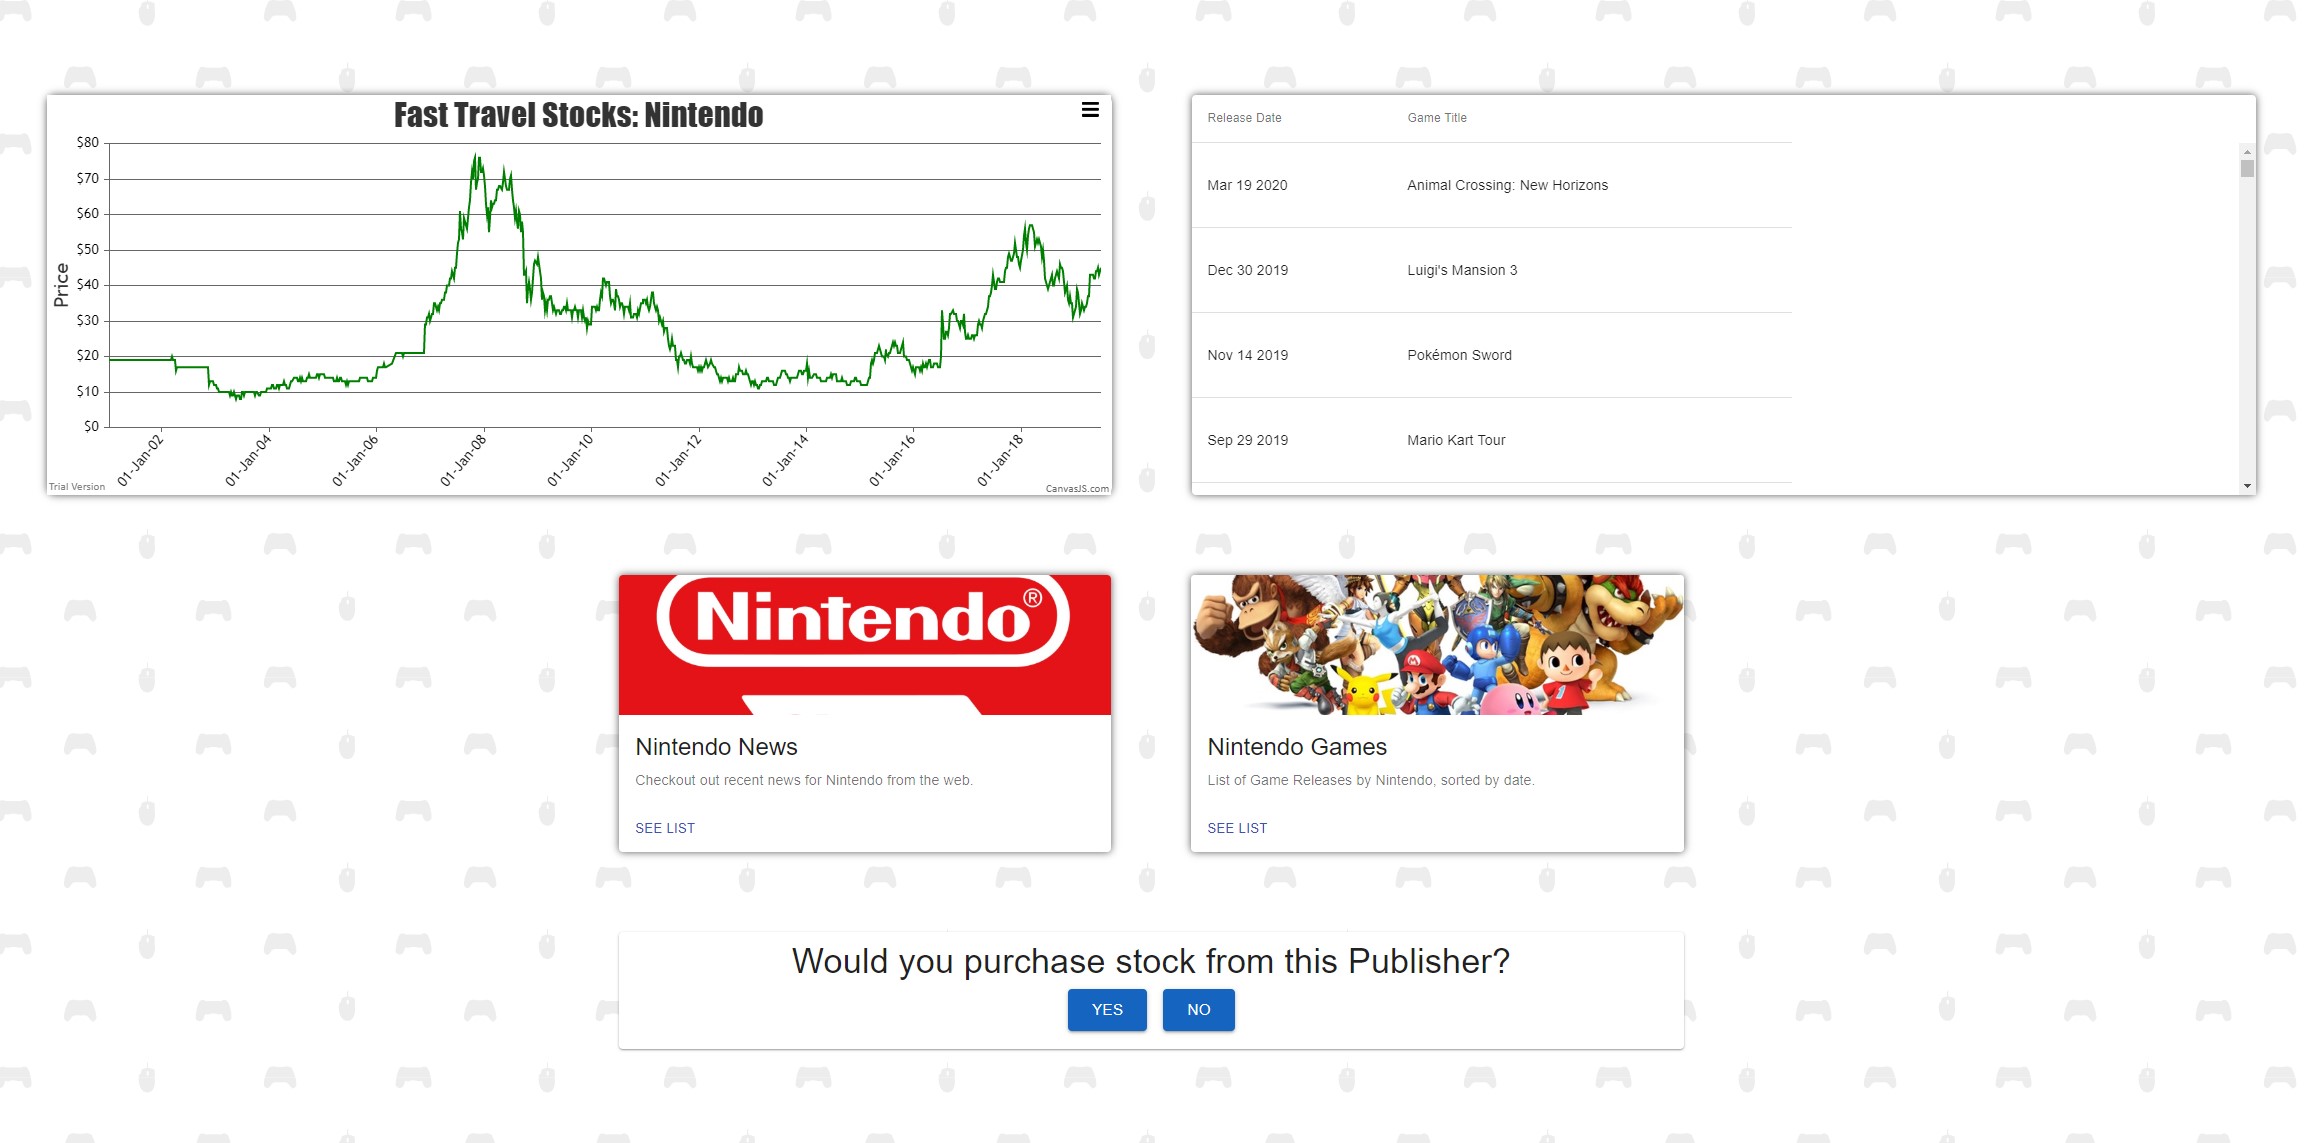 Fast Travel Stocks: Nintendo
$80
$70
$60
$50
$40
$30
$20
$10
$0
Price
01-Jan-02
01-Jan-04
01-Jan-06
01-Jan-08
01-Jan-10
01-Jan-12
01-Jan-14
01-Jan-16
01-Jan-18
Trial Version
CanvasJS.com
Release Date Game Title
Mar 19 2020 Animal Crossing: New Horizons
Dec 30 2019 Luigi's Mansion 3
Nov 14 2019 Pokémon Sword
Sep 29 2019 Mario Kart Tour
Nintendo®
Nintendo News
Checkout out recent news for Nintendo from the web.
SEE LIST
M
Nintendo Games
List of Game Releases by Nintendo, sorted by date.
SEE LIST
Would you purchase stock from this Publisher?
YES NO